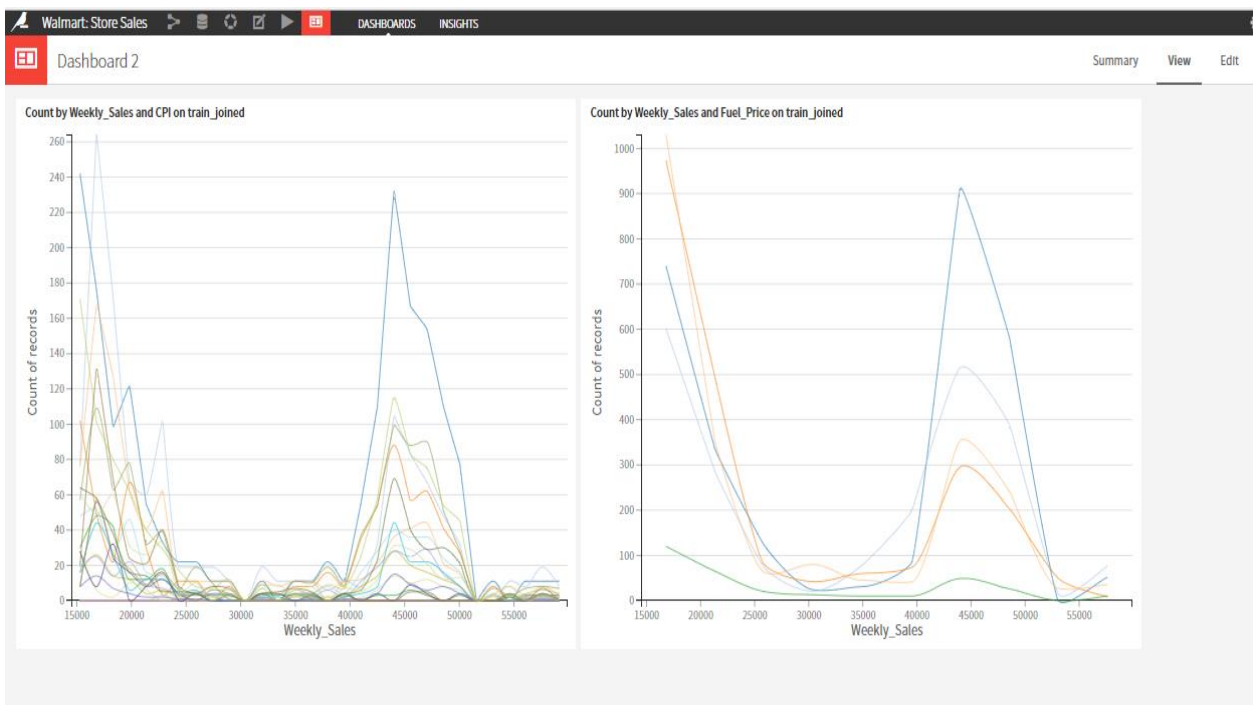 Walmart: Store Sales DASHBOARDS INSIGHTS
Dashboard 2
Summary View Edit
Count by Weekly_Sales and CPI on train_joined
260
240
220
200
180
160
140
120
100
80
60
40
20
0
Count of records
15000 20000 25000 30000 35000 40000 45000 50000 55000
Weekly_Sales
Count by Weekly_Sales and Fuel_Price on train_joined
1000
900
800
700
600
500
400
300
200
100
0
Count of records
15000 20000 25000 30000 35000 40000 45000 50000 55000
Weekly_Sales